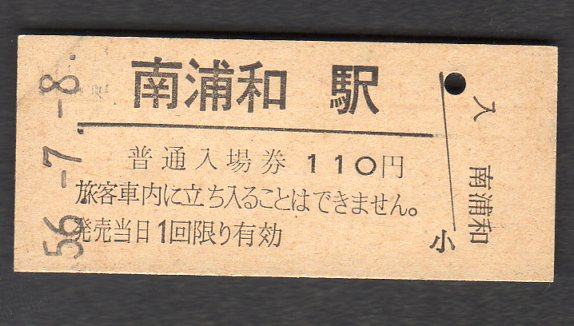 56.-7.-8
南浦和 駅
普通入場券 110円
旅客車内に立ち入ることはできません。
発売当日1回限り有効
小
入 南浦和